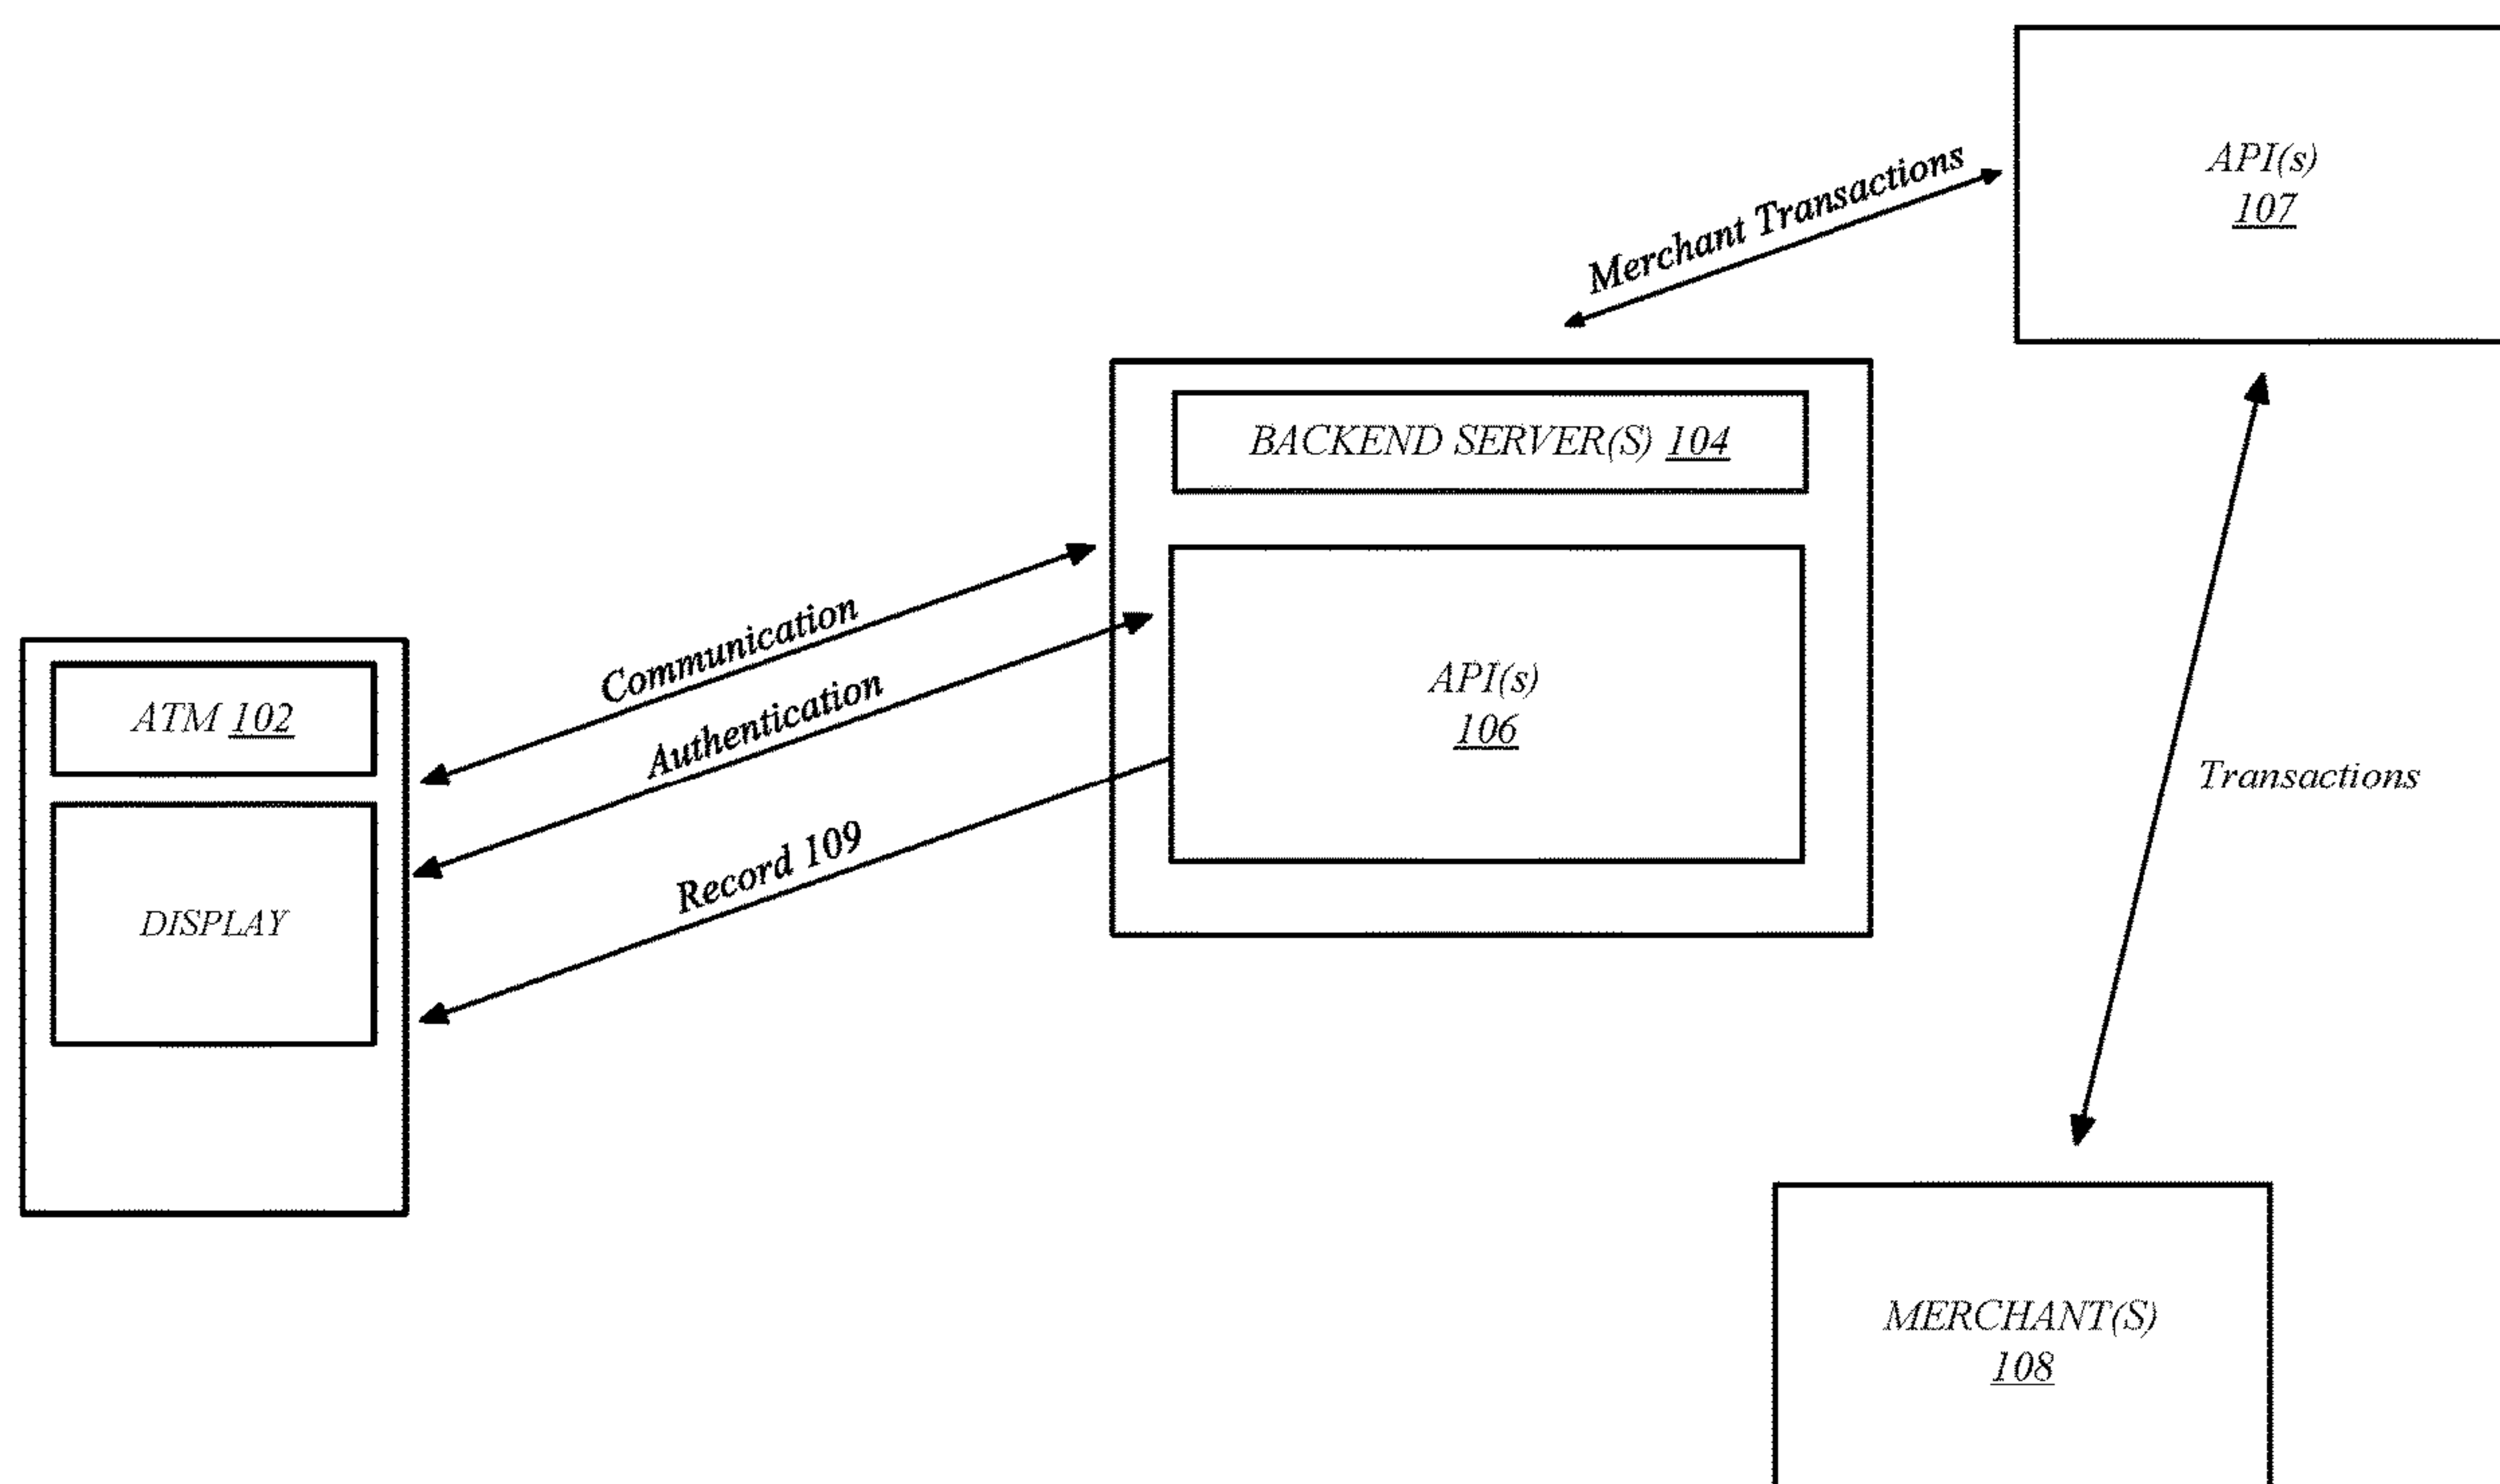 API(s)
107
Merchant Transactions
BACKEND SERVER(S) 104
API(s)
106
Communication
Authentication
Record 109
ATM 102
DISPLAY
Transactions
MERCHANT(S)
108